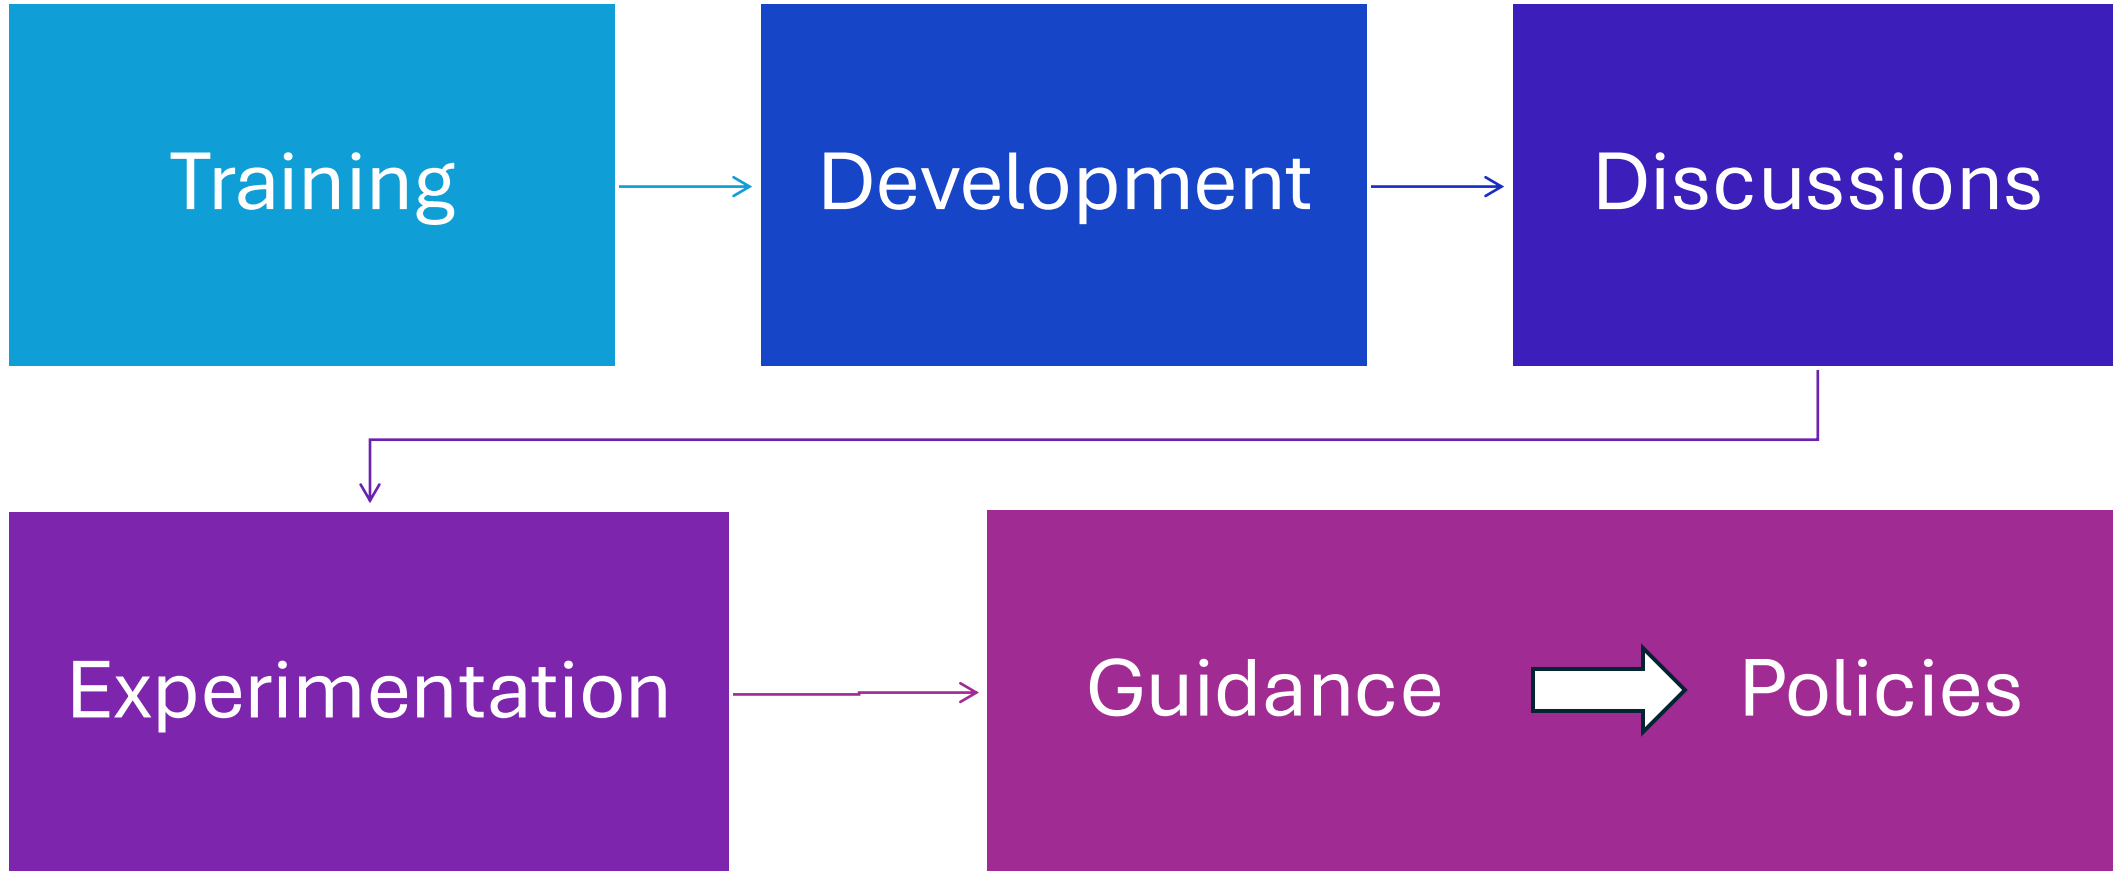 Training
Development
Discussions
Experimentation
Guidance
Policies